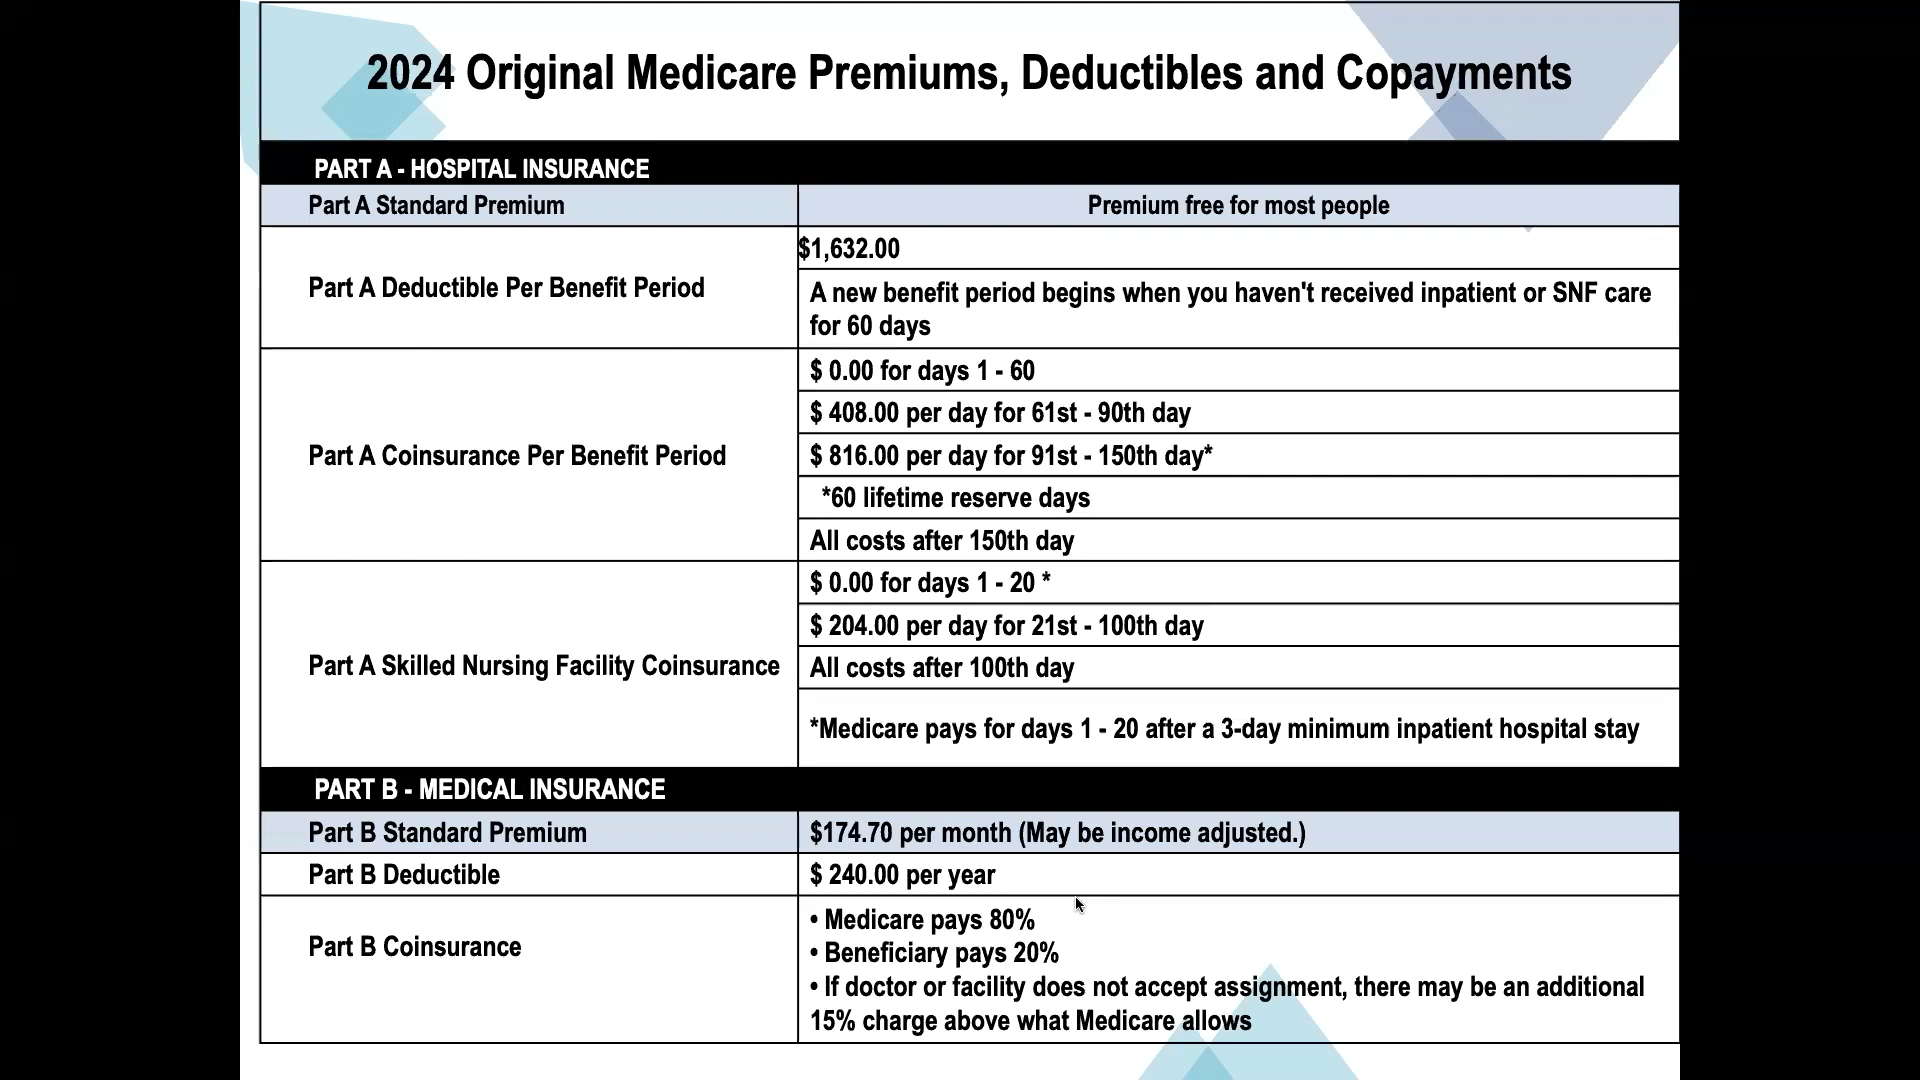 2024 Original Medicare Premiums, Deductibles and Copayments
PART A - HOSPITAL INSURANCE
Part A Standard Premium
Premium free for most people
Part A Deductible Per Benefit Period
$1,632.00
A new benefit period begins when you haven't received inpatient or SNF care
for 60 days
Part A Coinsurance Per Benefit Period
$ 0.00 for days 1 - 60
$ 408.00 per day for 61st - 90th day
$ 816.00 per day for 91st - 150th day*
*60 lifetime reserve days
All costs after 150th day
Part A Skilled Nursing Facility Coinsurance
$ 0.00 for days 1 - 20 *
$ 204.00 per day for 21st - 100th day
All costs after 100th day
*Medicare pays for days 1 - 20 after a 3-day minimum inpatient hospital stay
PART B - MEDICAL INSURANCE
Part B Standard Premium
$174.70 per month (May be income adjusted.)
Part B Deductible
$ 240.00 per year
Part B Coinsurance
• Medicare pays 80%
• Beneficiary pays 20%
• If doctor or facility does not accept assignment, there may be an additional
15% charge above what Medicare allows